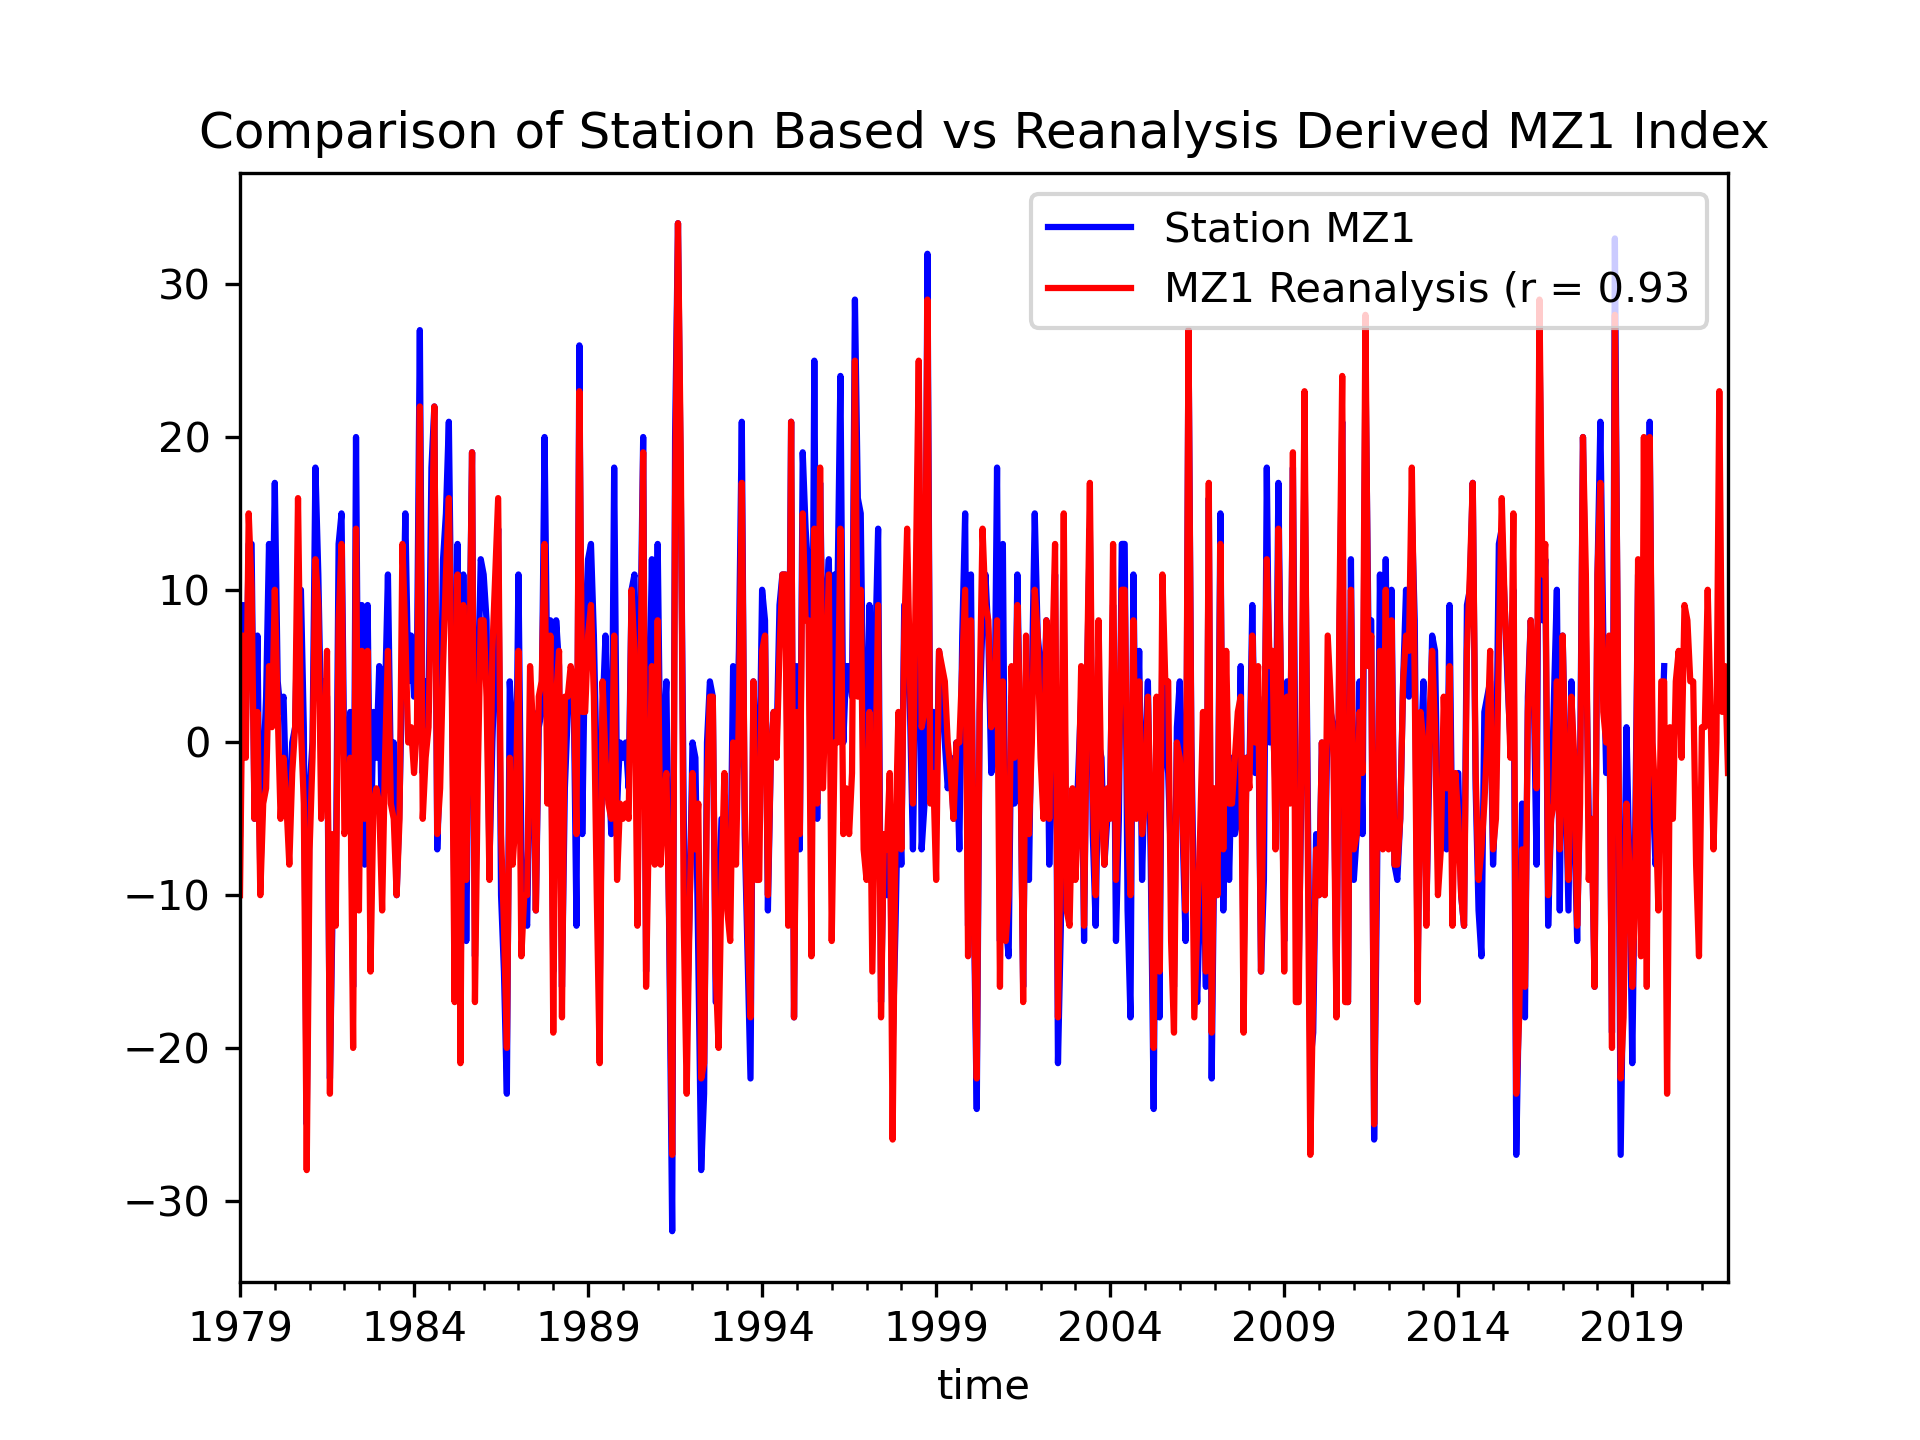 Comparison of Station Based vs Reanalysis Derived MZ1 Index
Station MZ1
MZ1 Reanalysis (r = 0.93
30
20
10
0
−10
−20
−30
1979 1984 1989 1994 1999 2004 2009 2014 2019
time